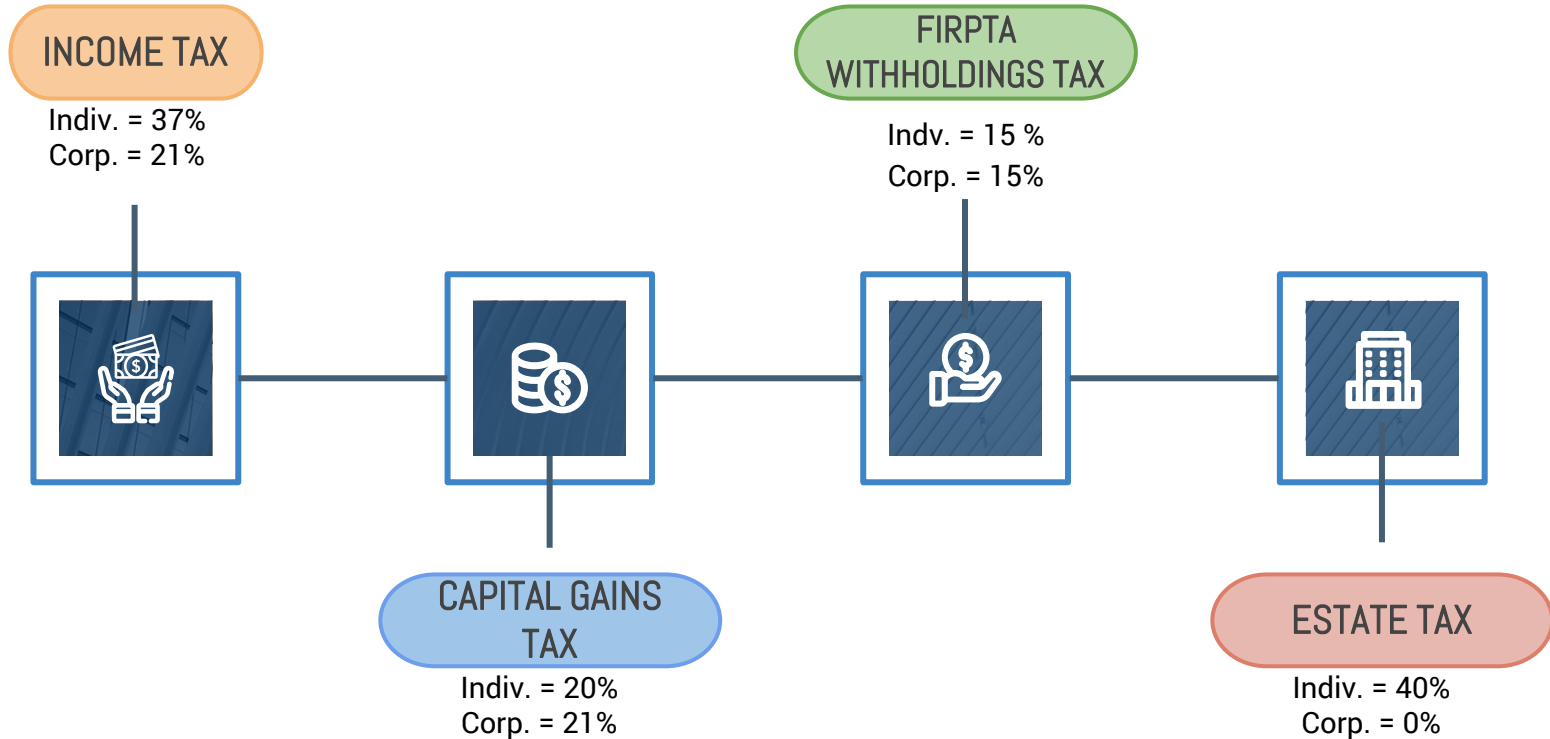 INCOME TAX
Indiv. = 37%
Corp. = 21%
FIRPTA
WITHHOLDINGS TAX
Indv. = 15 %
Corp. = 15%
CAPITAL GAINS
TAX
Indiv. = 20%
Corp. = 21%
ESTATE TAX
Indiv. = 40%
Corp. = 0%